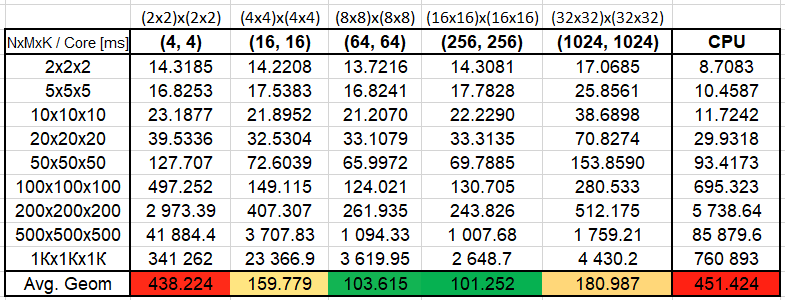 (2x2)x(2x2) (4x4)x(4x4) (8x8)x(8x8) (16x16)x(16x16) (32x32)x(32x32)
NxMxK / Core [ms] (4, 4) (16, 16) (64, 64) (256, 256) (1024, 1024) CPU
2x2x2 14.3185 14.2208 13.7216 14.3081 17.0685 8.7083
5x5x5 16.8253 17.5383 16.8241 17.7828 25.8561 10.4587
10x10x10 23.1877 21.8952 21.2070 22.2290 38.6898 11.7242
20x20x20 39.5336 32.5304 33.1079 33.3135 70.8274 29.9318
50x50x50 127.707 72.6039 65.9972 69.7885 153.8590 93.4173
100x100x100 497.252 149.115 124.021 130.705 280.533 695.323
200x200x200 2 973.39 407.307 261.935 243.826 512.175 5 738.64
500x500x500 41 884.4 3 707.83 1 094.33 1 007.68 1 759.21 85 879.6
1Kx1Kx1K 341 262 23 366.9 3 619.95 2 648.7 4 430.2 760 893
Avg. Geom 438.224 159.779 103.615 101.252 180.987 451.424